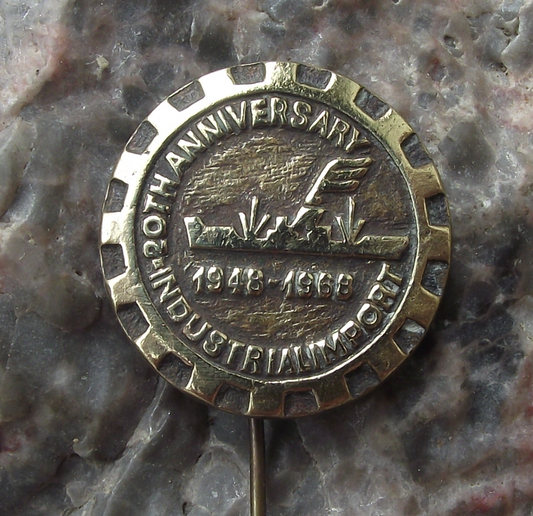 20TH ANNIVERSARY
1948-1968
INDUSTRIALIMPORT